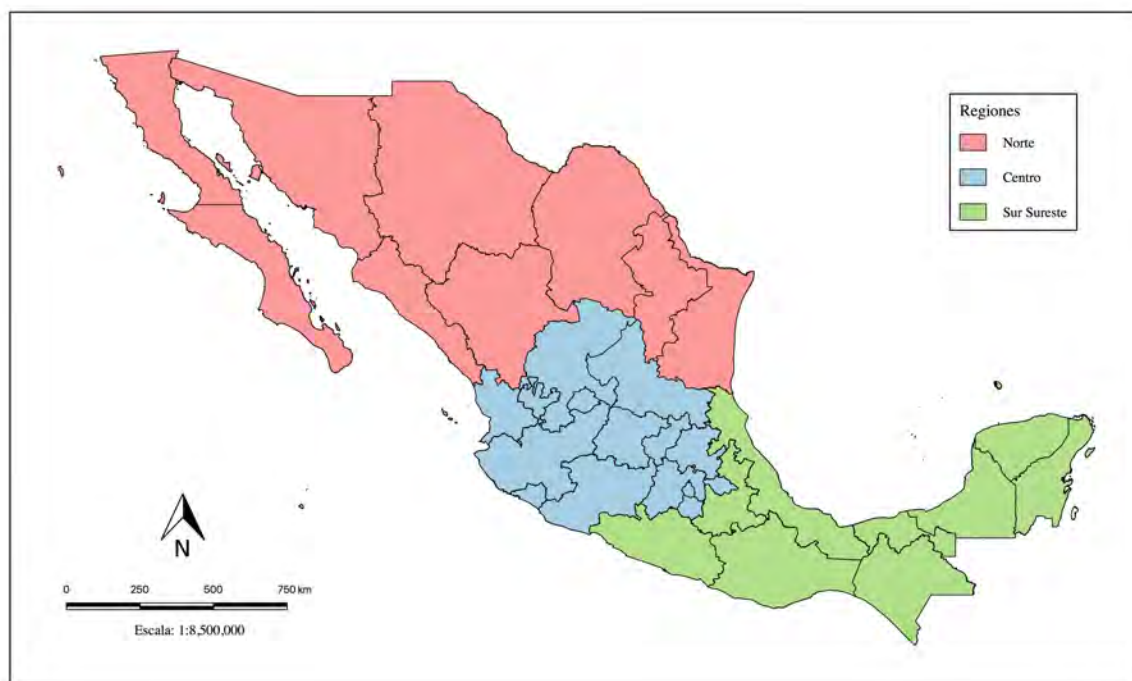 Regiones
Norte
Centro
Sur Sureste
N
0 250 500 750 km
Escala: 1:8,500,000